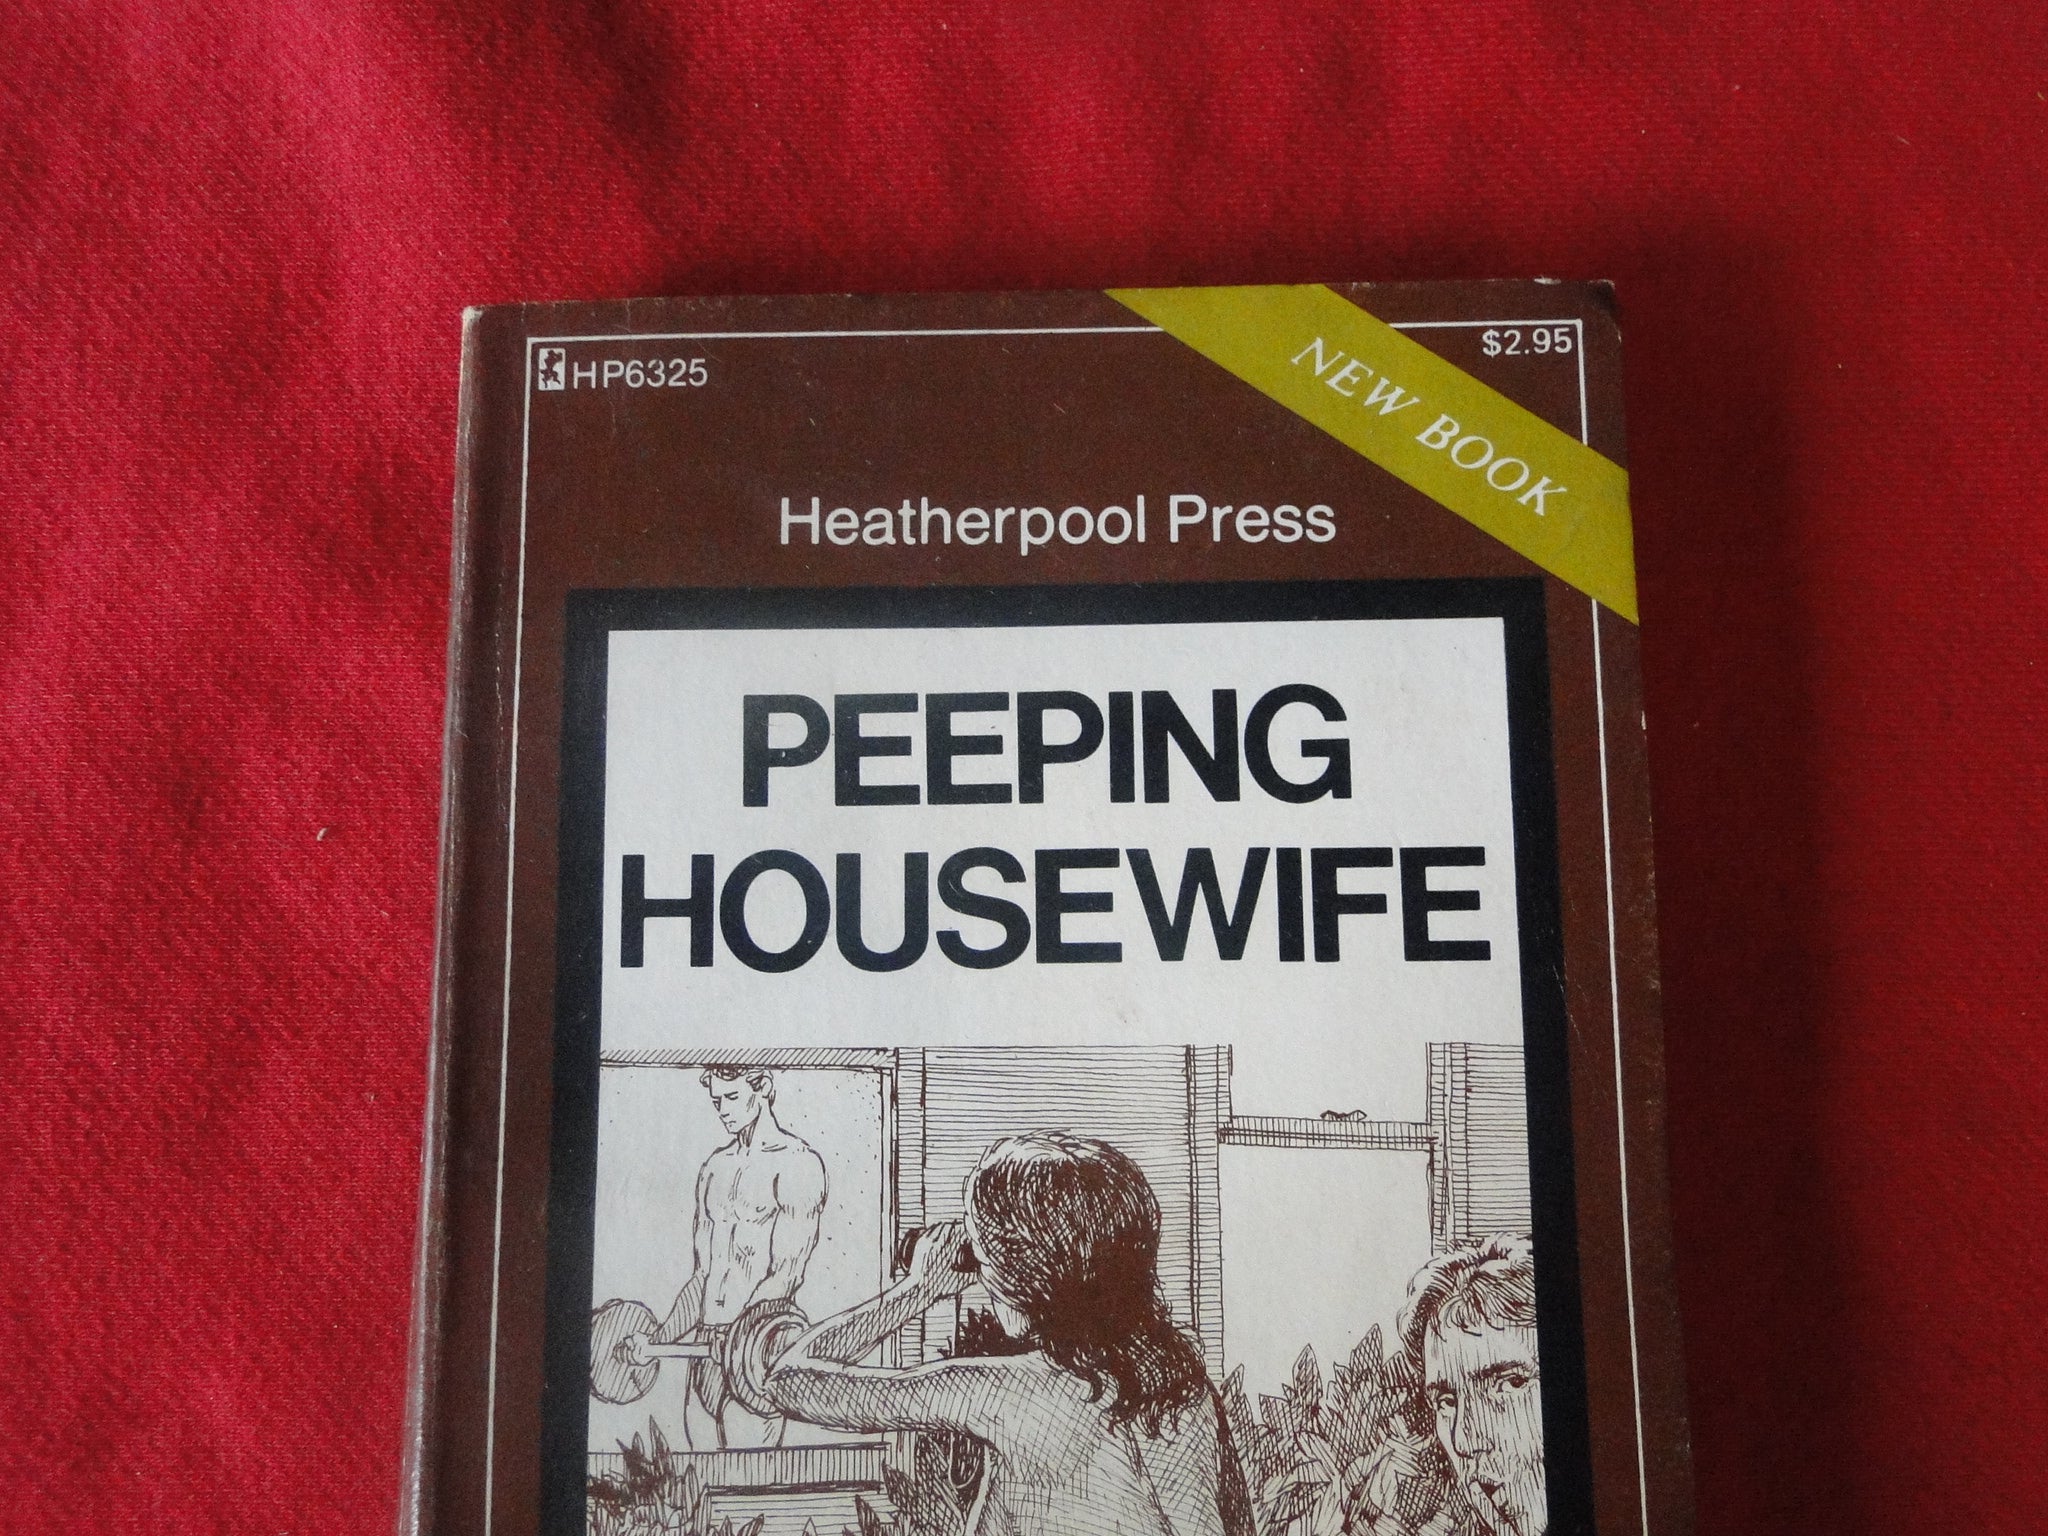 HP6325
$2.95
NEW BOOK
Heatherpool Press
PEEPING
HOUSEWIFE